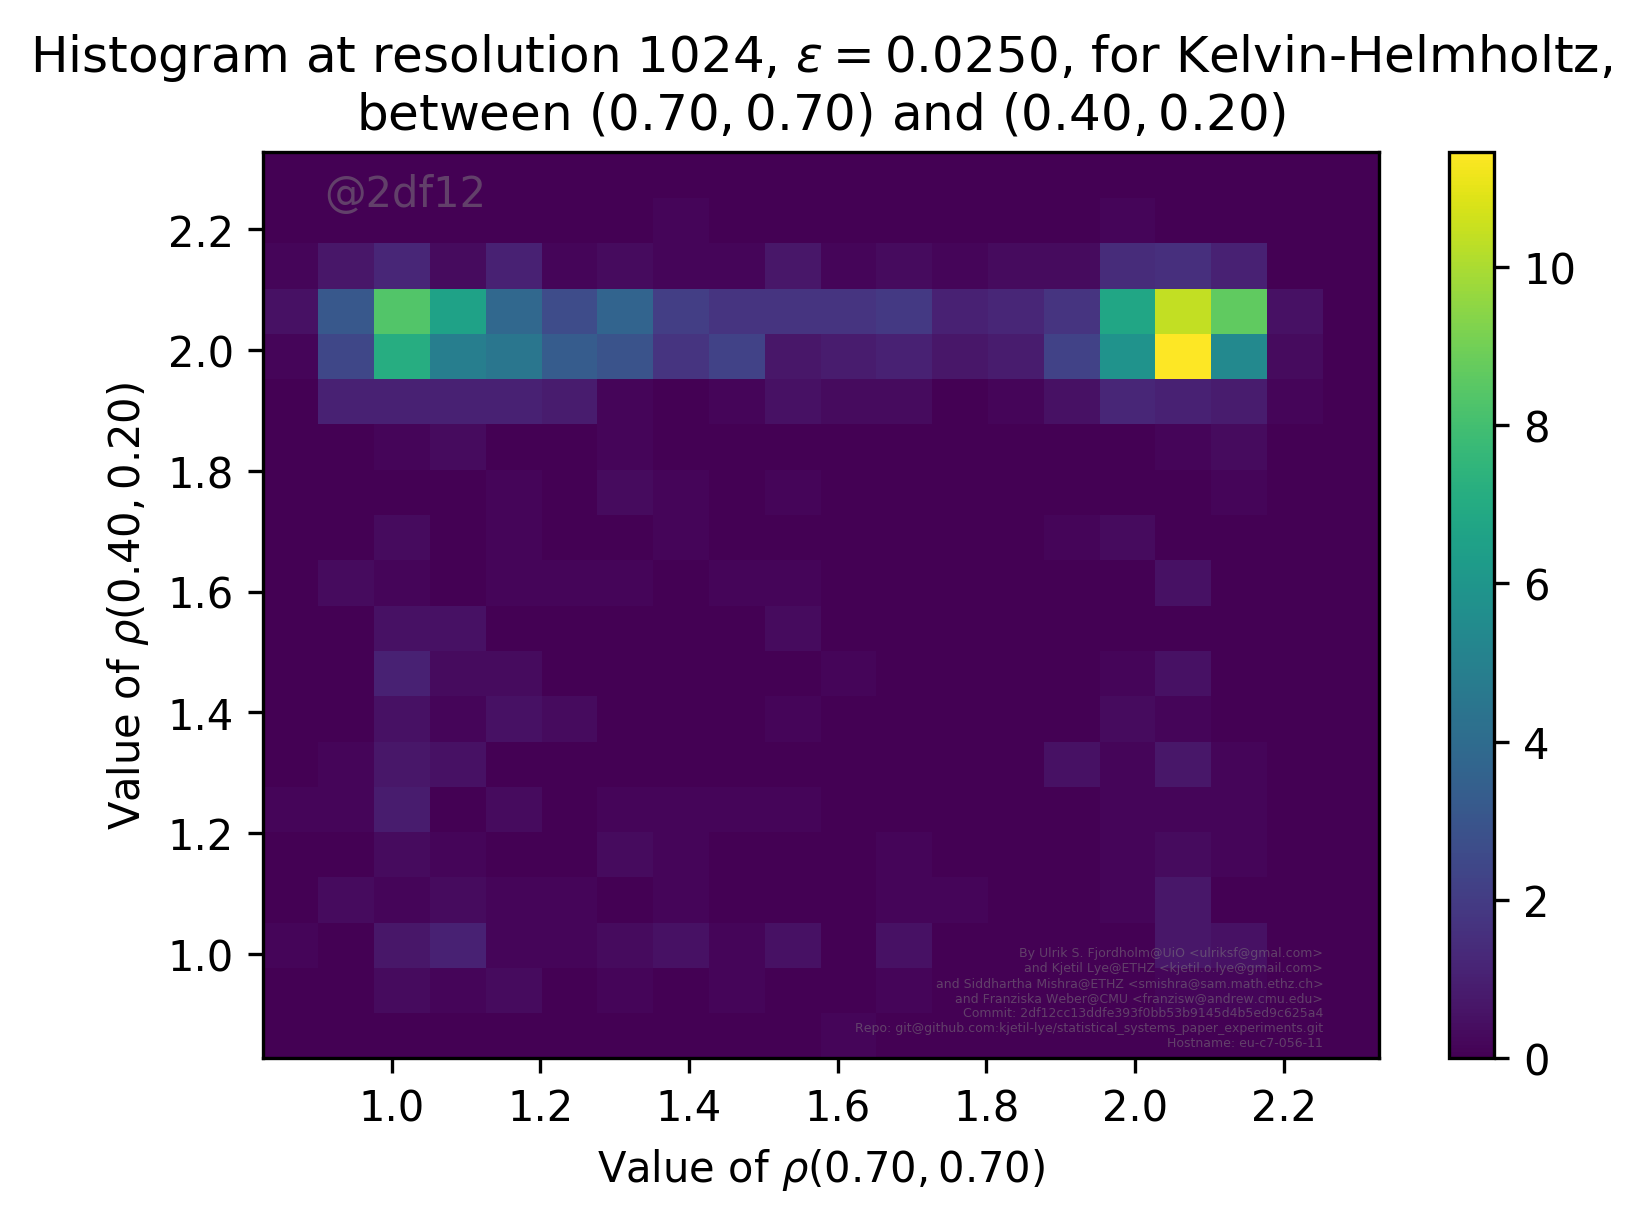 Histogram at resolution 1024, ε = 0.0250, for Kelvin-Helmholtz,
between (0.70, 0.70) and (0.40, 0.20)
@2df12
2.2
2.0
1.8
1.6
1.4
1.2
1.0
Value of ρ(0.40, 0.20)
1.0 1.2 1.4 1.6 1.8 2.0 2.2
Value of ρ(0.70, 0.70)
10
8
6
4
2
0
By Ulrik S. Fjordholm@UiO <ulriksf@gmal.com>
and Kjetil Lye@ETHZ <kjetil.o.lye@gmail.com>
and Siddhartha Mishra@ETHZ <smishra@sam.math.ethz.ch>
and Franziska Weber@CMU <franzisw@andrew.cmu.edu>
Commit: 2df12cc13ddfe393f0bb53b9145d4b5ed9c625a4
Repo: git@github.com:kjetil-lye/statistical_systems_paper_experiments.git
Hostname: eu-c7-056-11